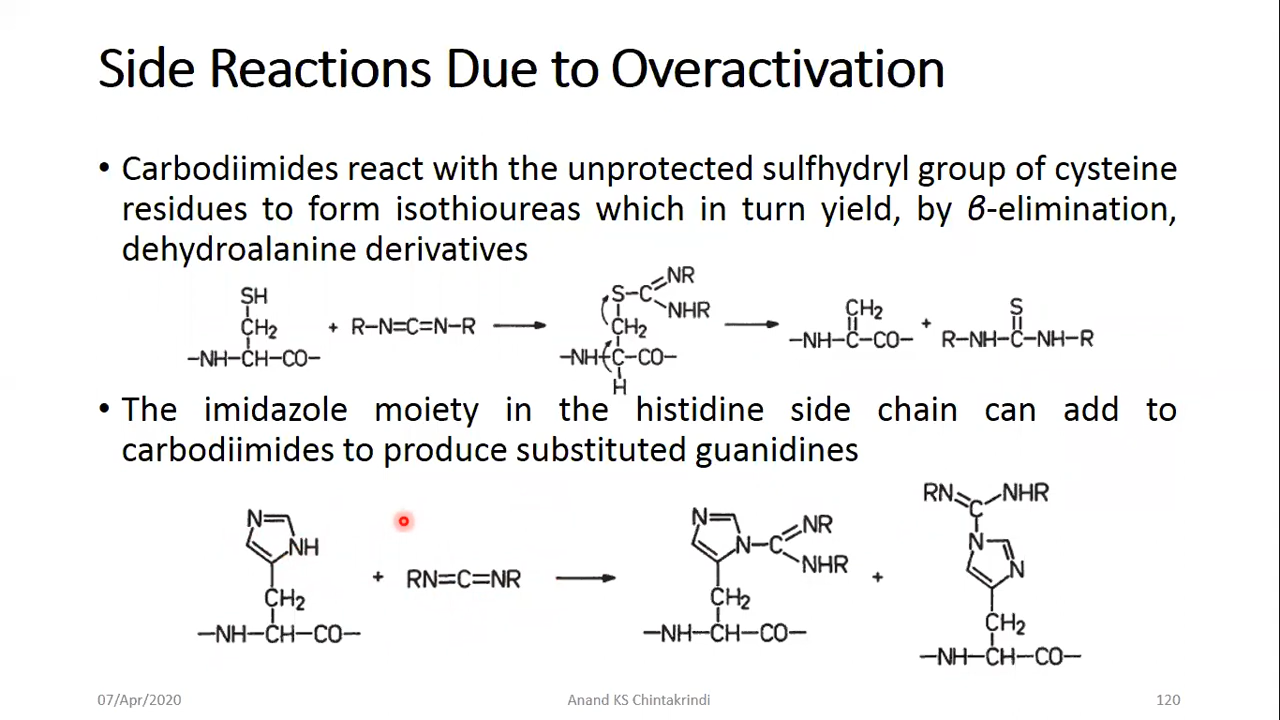 Side Reactions Due to Overactivation
• Carbodiimides react with the unprotected sulfhydryl group of cysteine
residues to form isothioureas which in turn yield, by β-elimination,
dehydroalanine derivatives
SH
CH2
–NH–CH–CO–
+ R–N=C=N–R
S–C
NR
NHR
CH2
–NH–C–CO–
H
CH2
–NH–C–CO–
+
S
R–NH–C–NH–R
• The imidazole moiety in the histidine side chain can add to
carbodiimides to produce substituted guanidines
N
NH
CH2
–NH–CH–CO–
+ RN=C=NR
N
N–C
NR
NHR
CH2
–NH–CH–CO–
+
RN
C
NHR
N
N
CH2
–NH–CH–CO–
07/Apr/2020
Anand KS Chintakrindi
120